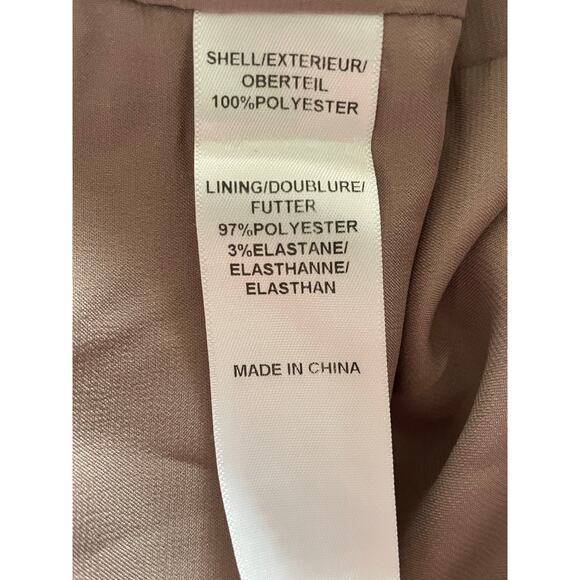 SHELL/EXTERIEUR/
OBERTEIL
100%POLYESTER
LINING/DOUBLURE/
FUTTER
97%POLYESTER
3%ELASTANE/
ELASTHANNE/
ELASTHAN
MADE IN CHINA